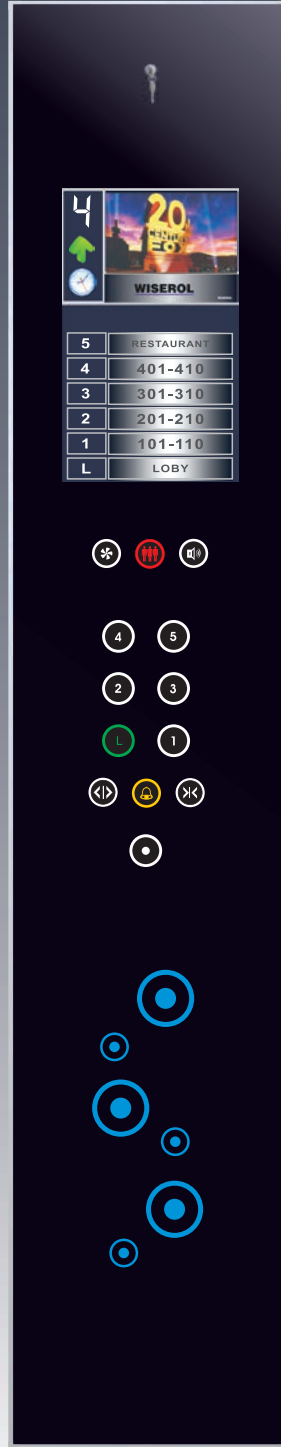 4
20
CENTURY
FOX
WISEROL
5 RESTAURANT
4 401-410
3 301-310
2 201-210
1 101-110
L LOBY
4 5
2 3
L 1